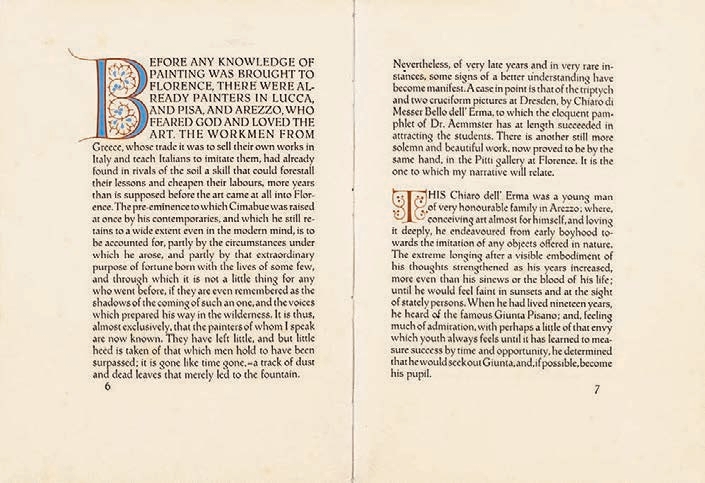 BEFORE ANY KNOWLEDGE OF
PAINTING WAS BROUGHT TO
FLORENCE, THERE WERE AL-
READY PAINTERS IN LUCCA,
AND PISA, AND AREZZO, WHO
FEARED GOD AND LOVED THE
ART. THE WORKMEN FROM
Greece, whose trade it was to sell their own works in
Italy and teach Italians to imitate them, had already
found in rivals of the soil a skill that could forestall
their lessons and cheapen their labours, more years
than is supposed before the art came at all into Flor-
ence. The pre-eminence to which Cimabue was raised
at once by his contemporaries, and which he still re-
tains to a wide extent even in the modern mind, is to
be accounted for, partly by the circumstances under
which he arose, and partly by that extraordinary
purpose of fortune born with the lives of some few,
and through which it is not a little thing for any
who went before, if they are even remembered as the
shadows of the coming of such an one, and the voices
which prepared his way in the wilderness. It is thus,
almost exclusively, that the painters of whom I speak
are now known. They have left little, and but little
heed is taken of that which men hold to have been
surpassed; it is gone like time gone,–a track of dust
and dead leaves that merely led to the fountain.
6
Nevertheless, of very late years and in very rare in-
stances, some signs of a better understanding have
become manifest. A case in point is that of the triptych
and two cruciform pictures at Dresden, by Chiaro di
Messer Bello dell' Erma, to which the eloquent pam-
phlet of Dr. Aemmster has at length succeeded in
attracting the students. There is another still more
solemn and beautiful work, now proved to be by the
same hand, in the Pitti gallery at Florence. It is the
one to which my narrative will relate.
THIS Chiaro dell' Erma was a young man
of very honourable family in Arezzo; where,
conceiving art almost for himself, and loving
it deeply, he endeavoured from early boyhood to-
wards the imitation of any objects offered in nature.
The extreme longing after a visible embodiment of
his thoughts strengthened as his years increased,
more even than his sinews or the blood of his life;
until he would feel faint in sunsets and at the sight
of stately persons. When he had lived nineteen years,
he heard of the famous Giunta Pisano; and, feeling
much of admiration, with perhaps a little of that envy
which youth always feels until it has learned to mea-
sure success by time and opportunity, he determined
that he would seek out Giunta, and, if possible, become
his pupil.
7